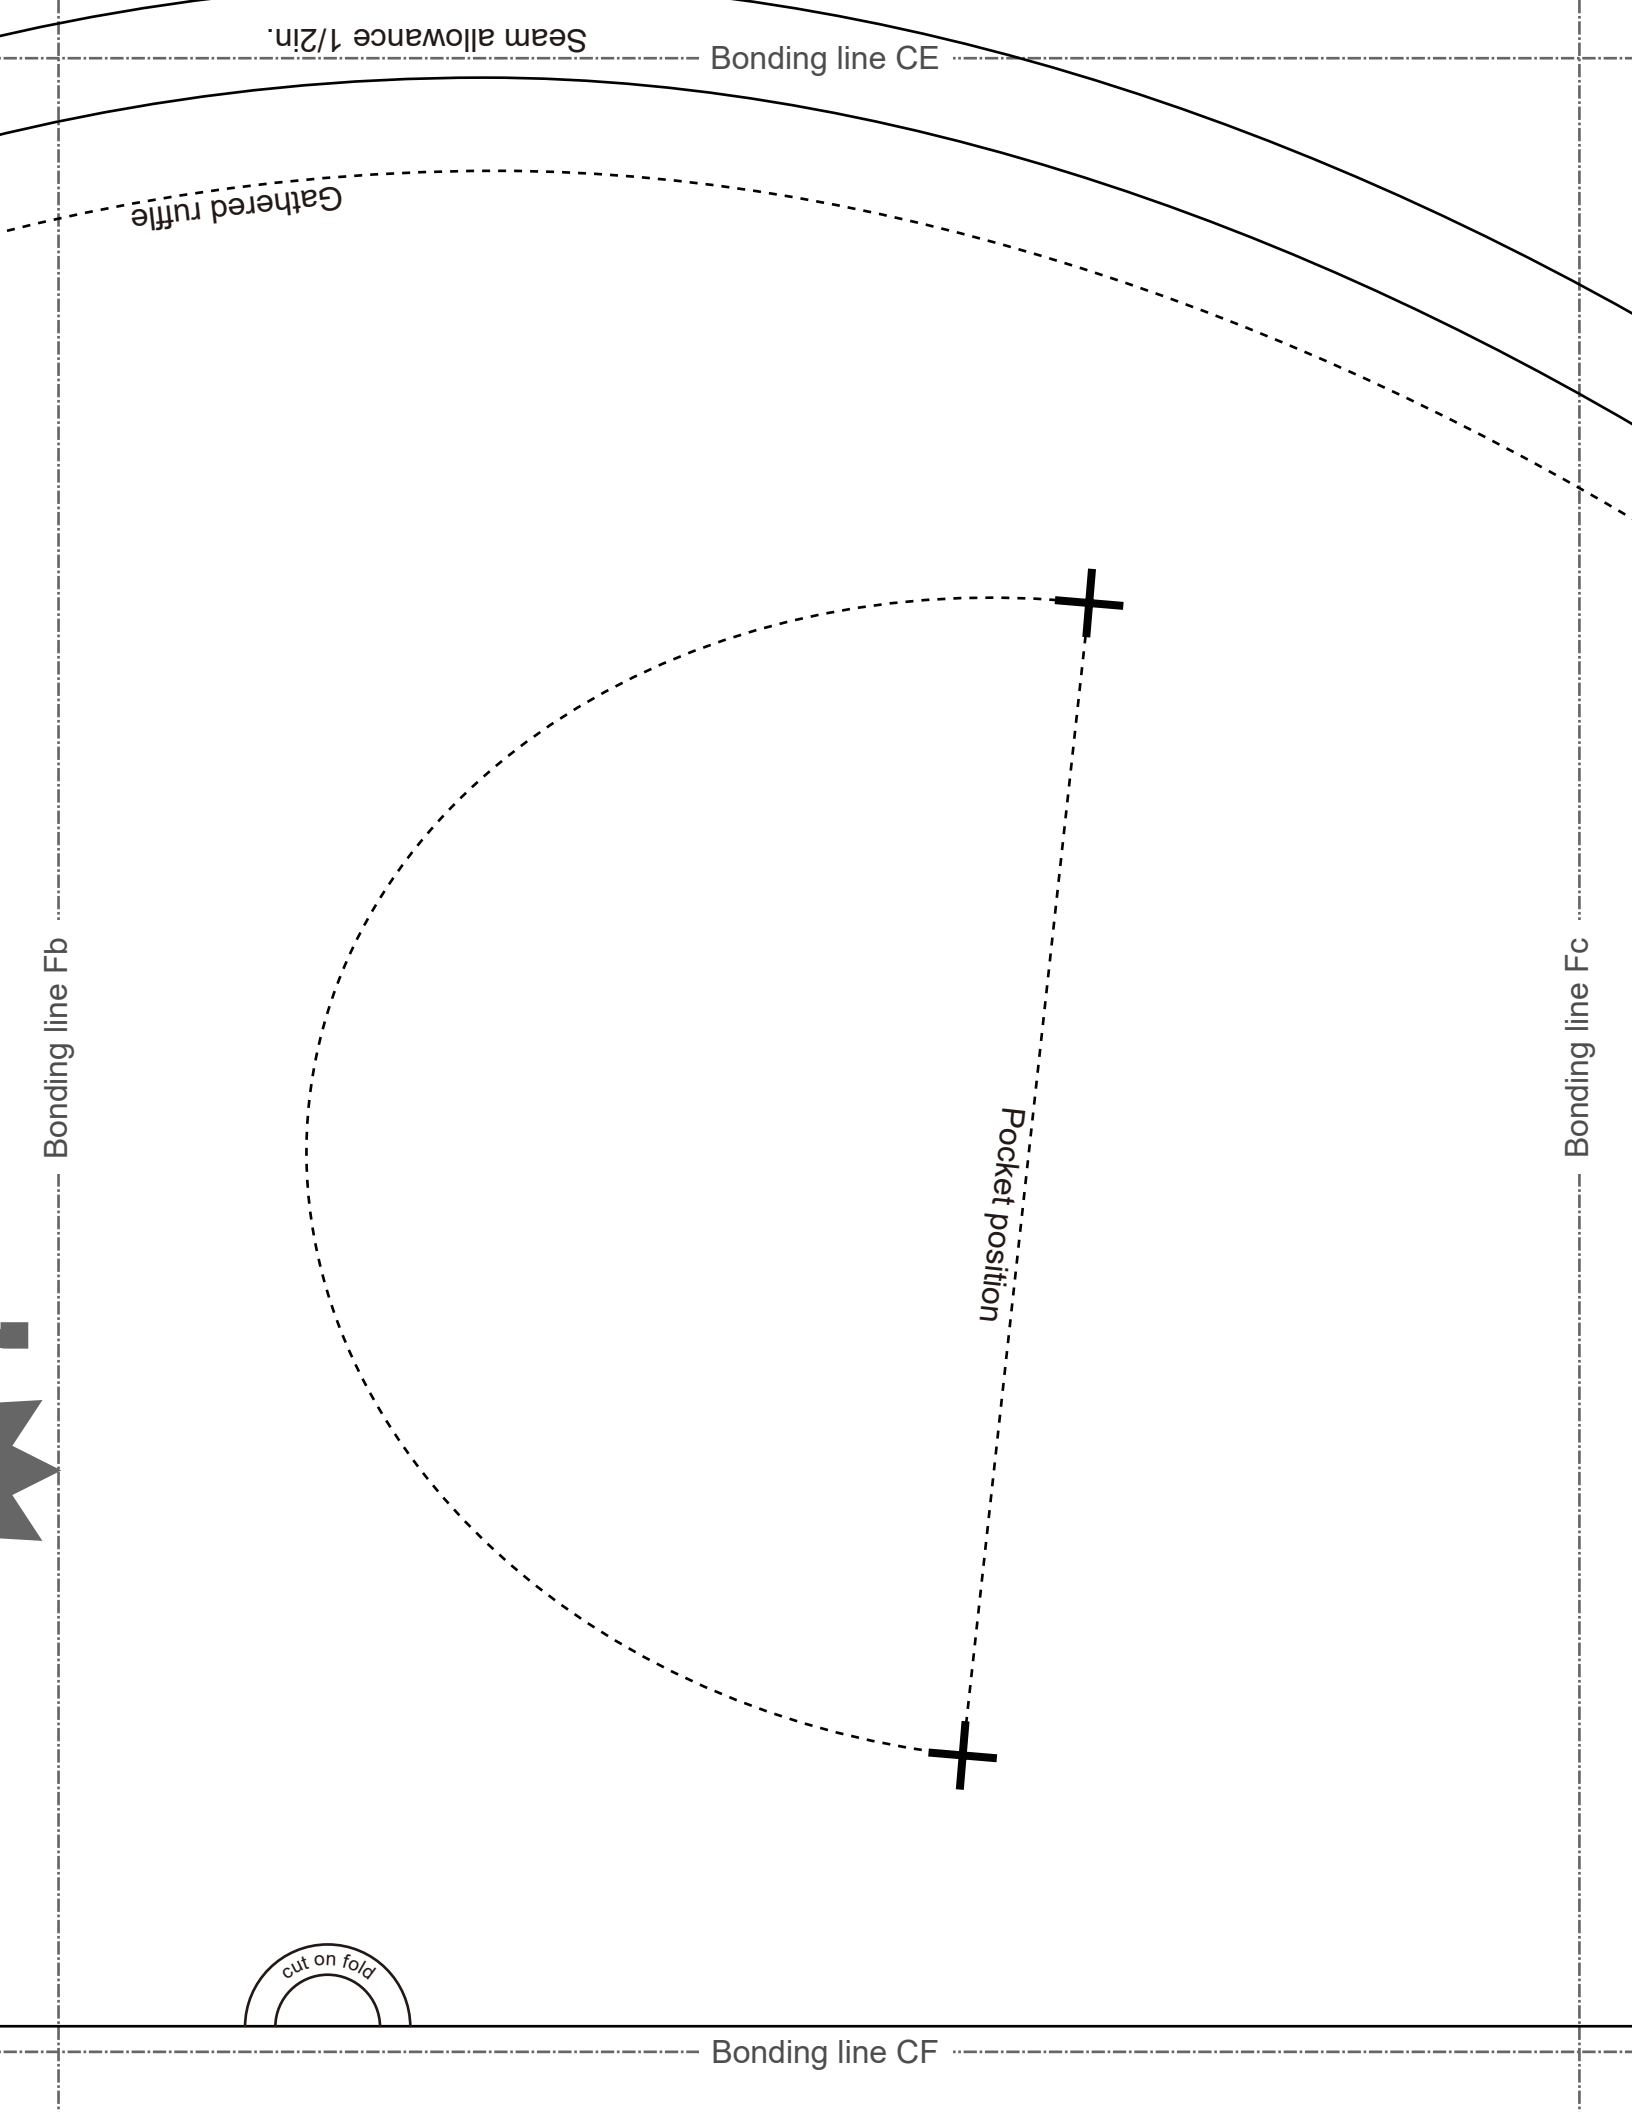 Seam allowance 1/2in.
Bonding line CE
Gathered ruffle
Bonding line Fb
Bonding line Fc
Pocket position
cut on fold
Bonding line CF